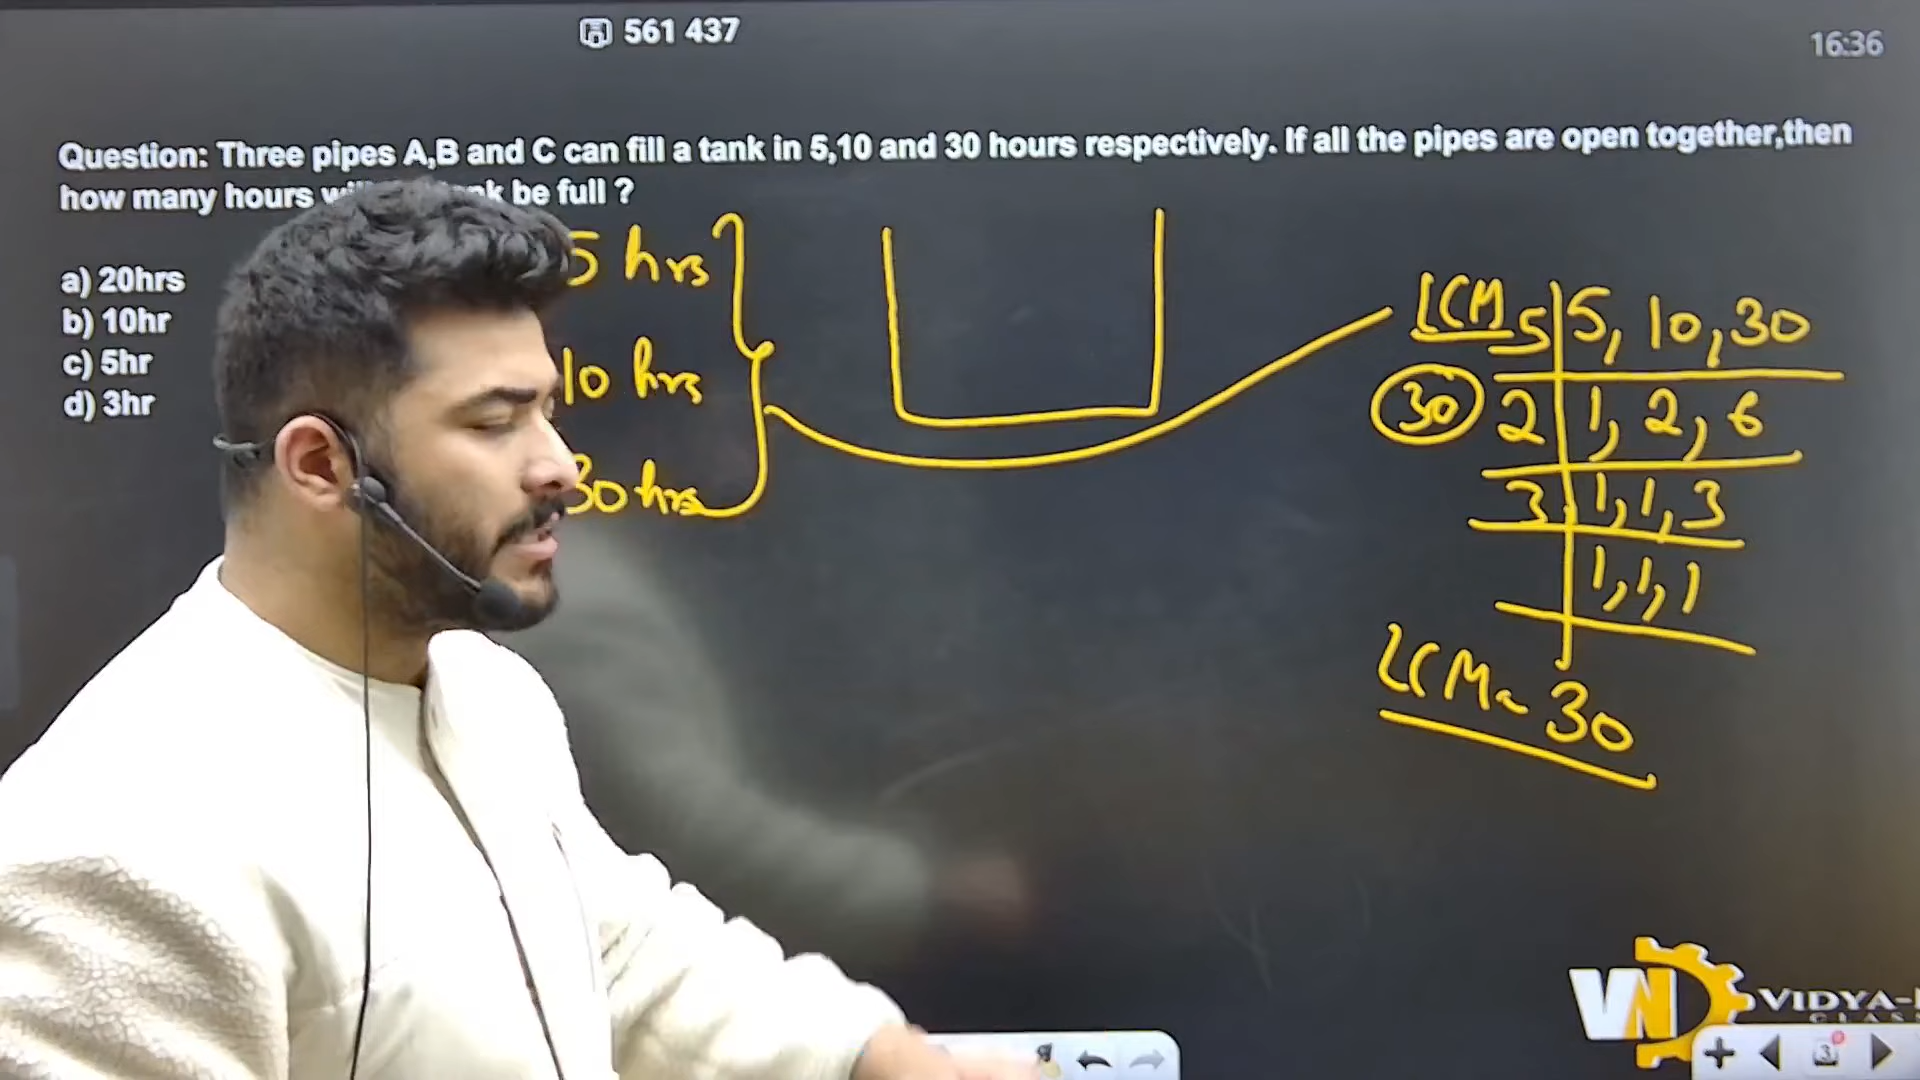 561 437
16:36
Question: Three pipes A,B and C can fill a tank in 5,10 and 30 hours respectively. If all the pipes are open together,then
how many hours be full ?
a) 20hrs
b) 10hr
c) 5hr
d) 3hr
5 hrs
10 hrs
30 hrs
LCM
5 5, 10, 30
30
2 1, 2, 6
3 1, 1, 3
1, 1, 1
LCM = 30
VIDYA-
CLAS
3